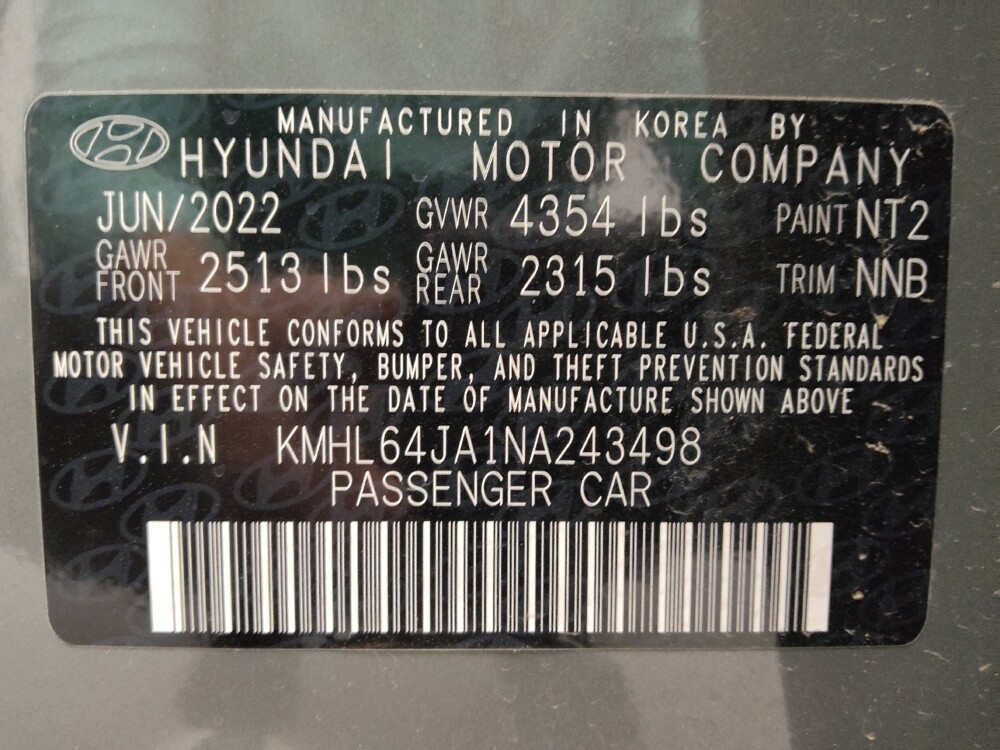 MANUFACTURED IN KOREA BY
HYUNDAI MOTOR COMPANY
JUN/2022 GVWR 4354 lbs PAINT NT2
GAWR FRONT 2513 lbs GAWR REAR 2315 lbs TRIM NNB
THIS VEHICLE CONFORMS TO ALL APPLICABLE U.S.A. FEDERAL
MOTOR VEHICLE SAFETY, BUMPER, AND THEFT PREVENTION STANDARDS
IN EFFECT ON THE DATE OF MANUFACTURE SHOWN ABOVE
V.I.N KMHL64JA1NA243498
PASSENGER CAR